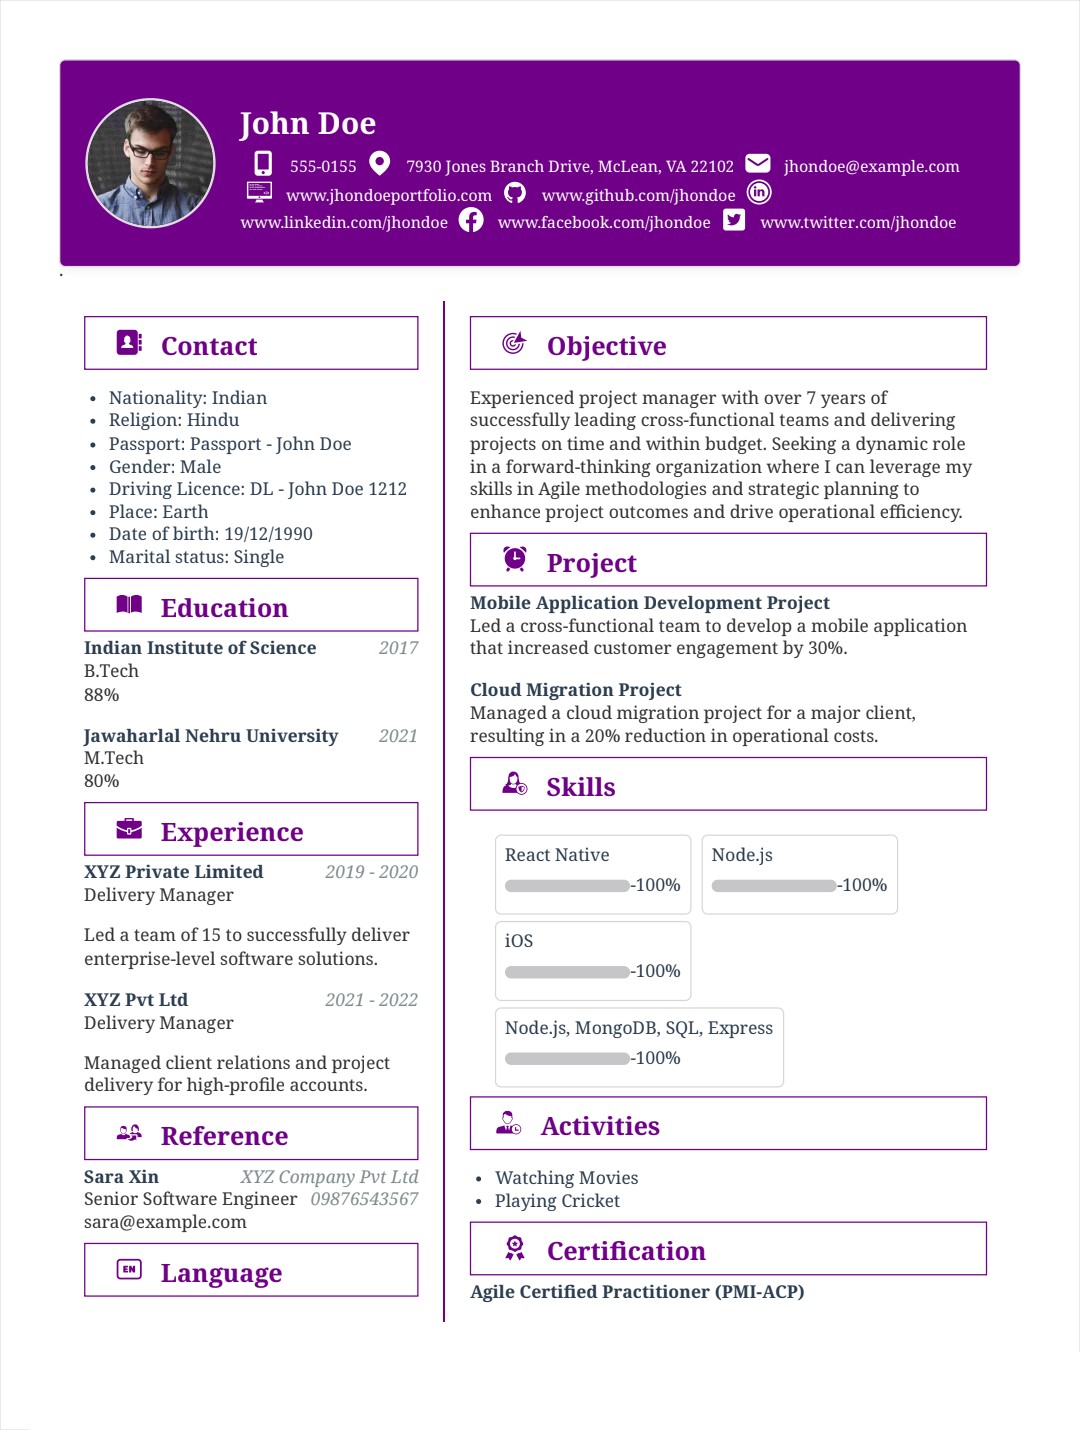 John Doe
555-0155 7930 Jones Branch Drive, McLean, VA 22102 jhondoe@example.com
www.jhondoeportfolio.com www.github.com/jhondoe
www.linkedin.com/jhondoe www.facebook.com/jhondoe www.twitter.com/jhondoe
.
Contact
• Nationality: Indian
• Religion: Hindu
• Passport: Passport - John Doe
• Gender: Male
• Driving Licence: DL - John Doe 1212
• Place: Earth
• Date of birth: 19/12/1990
• Marital status: Single
Education
Indian Institute of Science 2017
B.Tech
88%
Jawaharlal Nehru University 2021
M.Tech
80%
Experience
XYZ Private Limited 2019 - 2020
Delivery Manager
Led a team of 15 to successfully deliver
enterprise-level software solutions.
XYZ Pvt Ltd 2021 - 2022
Delivery Manager
Managed client relations and project
delivery for high-profile accounts.
Reference
Sara Xin XYZ Company Pvt Ltd
Senior Software Engineer 09876543567
sara@example.com
EN Language
Objective
Experienced project manager with over 7 years of
successfully leading cross-functional teams and delivering
projects on time and within budget. Seeking a dynamic role
in a forward-thinking organization where I can leverage my
skills in Agile methodologies and strategic planning to
enhance project outcomes and drive operational efficiency.
Project
Mobile Application Development Project
Led a cross-functional team to develop a mobile application
that increased customer engagement by 30%.
Cloud Migration Project
Managed a cloud migration project for a major client,
resulting in a 20% reduction in operational costs.
Skills
React Native Node.js
-100% -100%
iOS
-100%
Node.js, MongoDB, SQL, Express
-100%
Activities
• Watching Movies
• Playing Cricket
Certification
Agile Certified Practitioner (PMI-ACP)